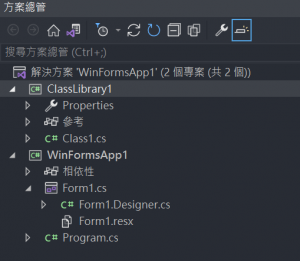 方案總管
搜尋方案總管 (Ctrl+;)
解決方案 'WinFormsApp1' (2 個專案 (共 2 個))
ClassLibrary1
Properties
參考
Class1.cs
WinFormsApp1
相依性
Form1.cs
Form1.Designer.cs
Form1.resx
Program.cs